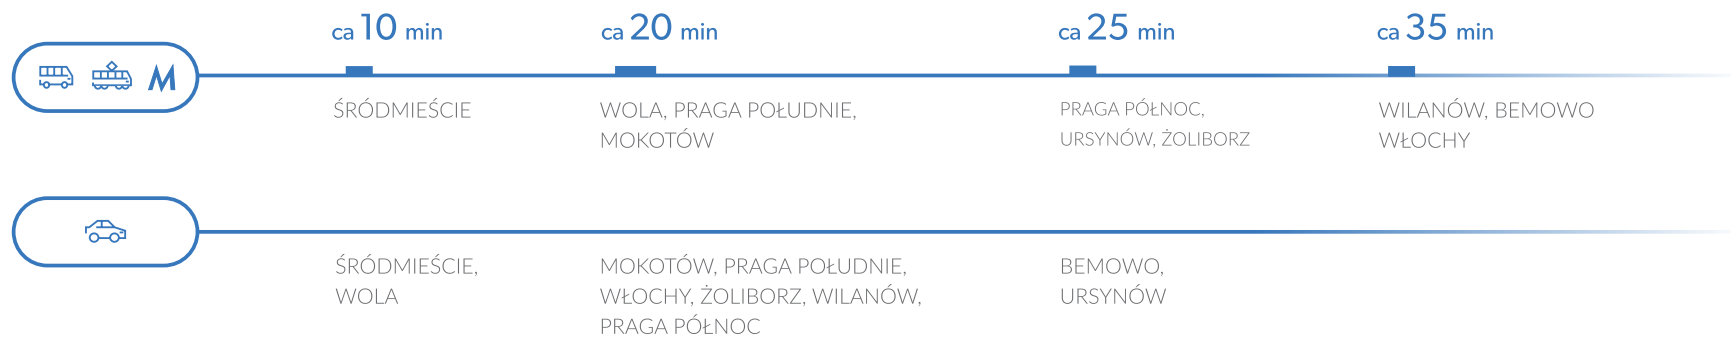 ca 10 min
ca 20 min
ca 25 min
ca 35 min
M
ŚRÓDMIEŚCIE
WOLA, PRAGA POŁUDNIE,
MOKOTÓW
PRAGA PÓŁNOC,
URSYNÓW, ŻOLIBORZ
WILANÓW, BEMOWO
WŁOCHY
ŚRÓDMIEŚCIE,
WOLA
MOKOTÓW, PRAGA POŁUDNIE,
WŁOCHY, ŻOLIBORZ, WILANÓW,
PRAGA PÓŁNOC
BEMOWO,
URSYNÓW